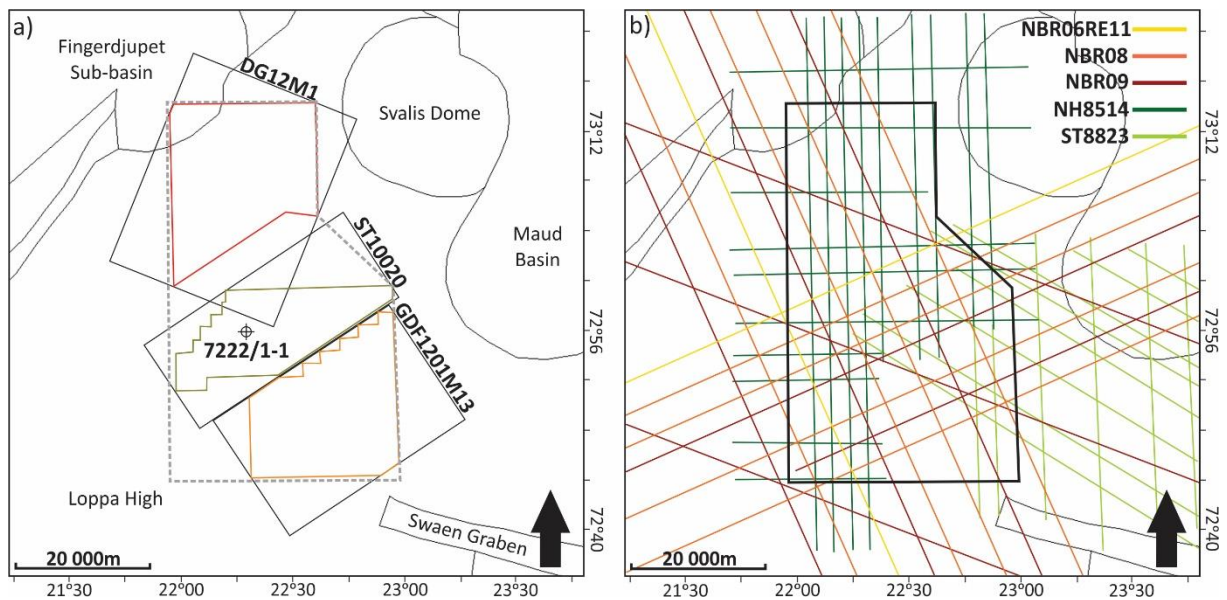 a)
Fingerdjupet
Sub-basin
DG12M1
Svalis Dome
73°12
ST10020
Maud
Basin
GDF1201M13
72°56
7222/1-1
Loppa High
Swaen Graben
72°40
20 000m
21°30
22°00
22°30
23°00
23°30
b)
NBR06RE11
NBR08
NBR09
NH8514
ST8823
73°12
72°56
72°40
20 000m
21°30
22°00
22°30
23°00
23°30